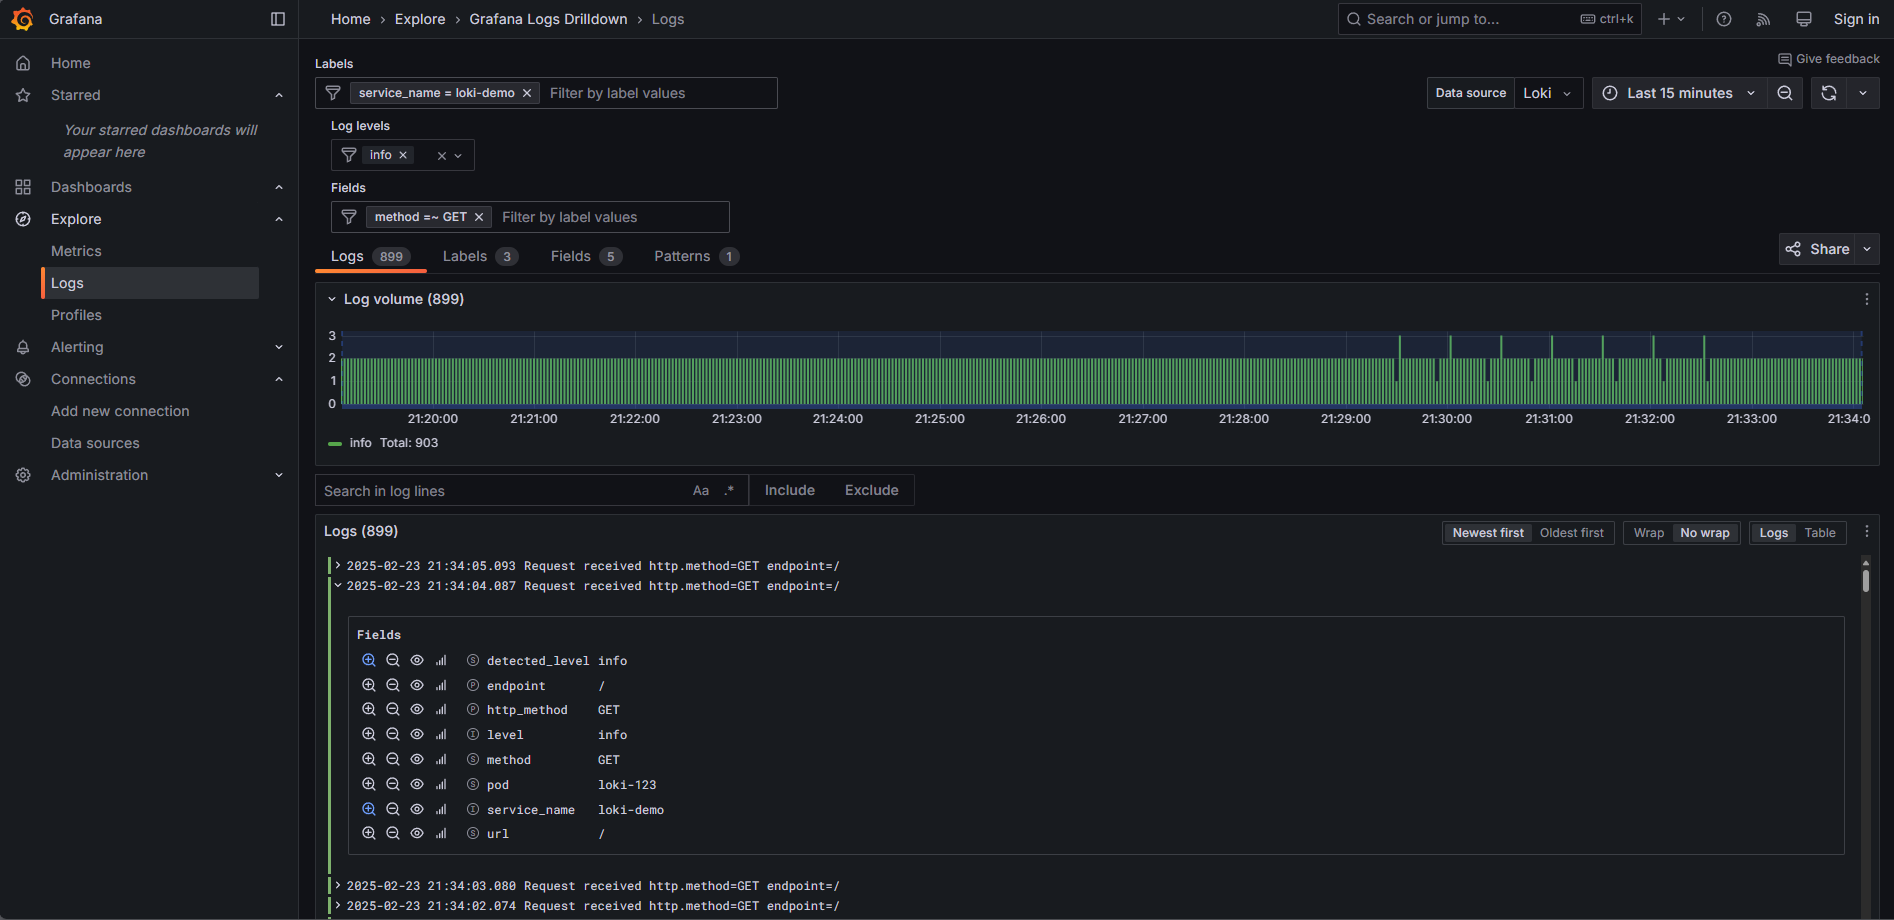 Grafana
Home › Explore › Grafana Logs Drilldown › Logs
Search or jump to... ctrl+k
Sign in
Home
Starred
Your starred dashboards will
appear here
Dashboards
Explore
Metrics
Logs
Profiles
Alerting
Connections
Add new connection
Data sources
Administration
Give feedback
Labels
service_name = loki-demo Filter by label values
Data source Loki
Last 15 minutes
Log levels
info
Fields
method =~ GET Filter by label values
Logs 899 Labels 3 Fields 5 Patterns 1
Share
Log volume (899)
3
2
1
0
21:20:00 21:21:00 21:22:00 21:23:00 21:24:00 21:25:00 21:26:00 21:27:00 21:28:00 21:29:00 21:30:00 21:31:00 21:32:00 21:33:00 21:34:0
info Total: 903
Search in log lines Aa .* Include Exclude
Logs (899)
Newest first Oldest first Wrap No wrap Logs Table
2025-02-23 21:34:05.093 Request received http.method=GET endpoint=/
2025-02-23 21:34:04.087 Request received http.method=GET endpoint=/
Fields
S detected_level info
P endpoint /
P http_method GET
I level info
S method GET
S pod loki-123
I service_name loki-demo
S url /
2025-02-23 21:34:03.080 Request received http.method=GET endpoint=/
2025-02-23 21:34:02.074 Request received http.method=GET endpoint=/